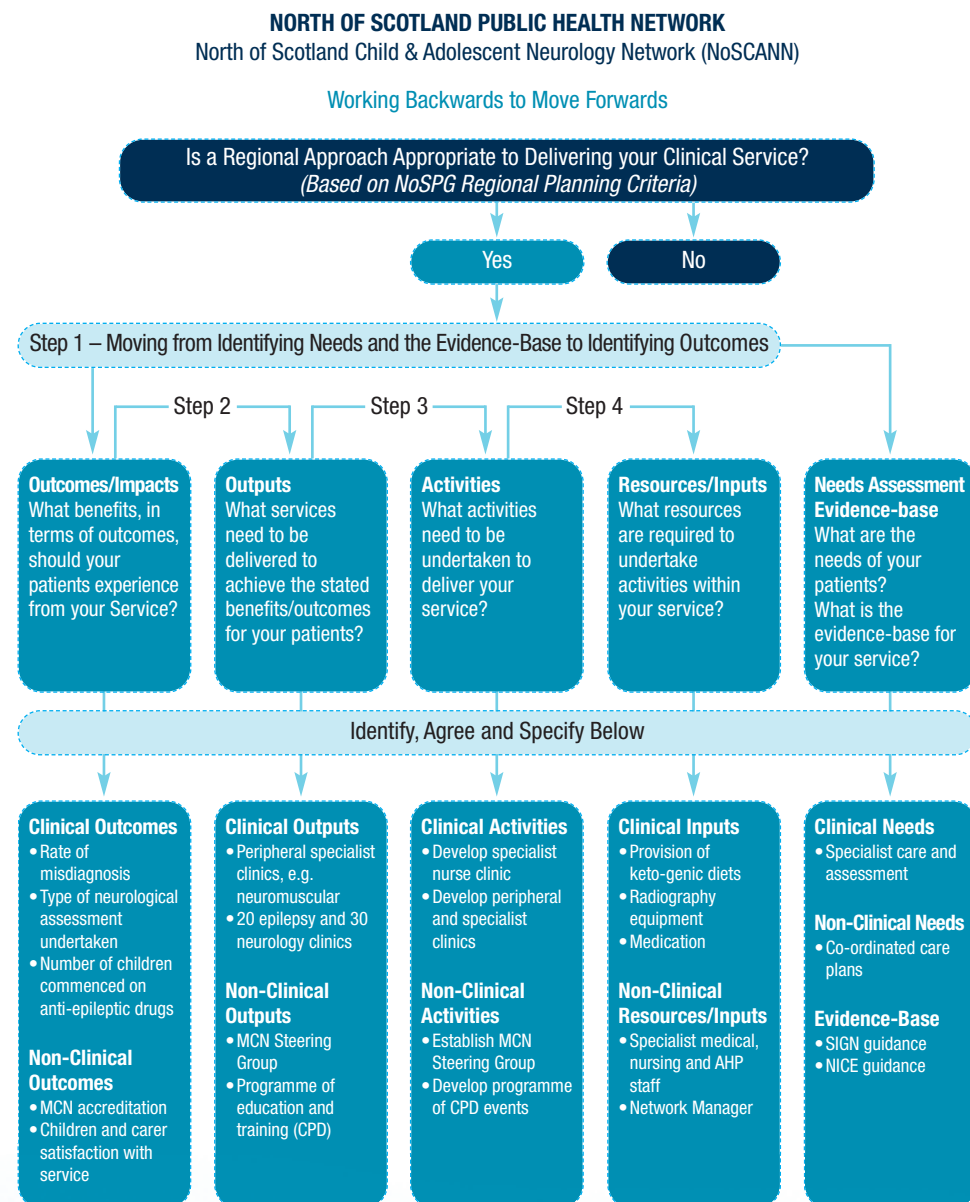 NORTH OF SCOTLAND PUBLIC HEALTH NETWORK
North of Scotland Child & Adolescent Neurology Network (NoSCANN)
Working Backwards to Move Forwards
Is a Regional Approach Appropriate to Delivering your Clinical Service?
(Based on NoSPG Regional Planning Criteria)
Yes
No
Step 1 – Moving from Identifying Needs and the Evidence-Base to Identifying Outcomes
Step 2
Step 3
Step 4
Outcomes/Impacts
What benefits, in
terms of outcomes,
should your
patients experience
from your Service?
Outputs
What services
need to be
delivered to
achieve the stated
benefits/outcomes
for your patients?
Activities
What activities
need to be
undertaken to
deliver your
service?
Resources/Inputs
What resources
are required to
undertake
activities within
your service?
Needs Assessment
Evidence-base
What are the
needs of your
patients?
What is the
evidence-base for
your service?
Identify, Agree and Specify Below
Clinical Outcomes
• Rate of
misdiagnosis
• Type of neurological
assessment
undertaken
• Number of children
commenced on
anti-epileptic drugs
Non-Clinical
Outcomes
• MCN accreditation
• Children and carer
satisfaction with
service
Clinical Outputs
• Peripheral specialist
clinics, e.g.
neuromuscular
• 20 epilepsy and 30
neurology clinics
Non-Clinical
Outputs
• MCN Steering
Group
• Programme of
education and
training (CPD)
Clinical Activities
• Develop specialist
nurse clinic
• Develop peripheral
and specialist
clinics
Non-Clinical
Activities
• Establish MCN
Steering Group
• Develop programme
of CPD events
Clinical Inputs
• Provision of
keto-genic diets
• Radiography
equipment
• Medication
Non-Clinical
Resources/Inputs
• Specialist medical,
nursing and AHP
staff
• Network Manager
Clinical Needs
• Specialist care and
assessment
Non-Clinical Needs
• Co-ordinated care
plans
Evidence-Base
• SIGN guidance
• NICE guidance